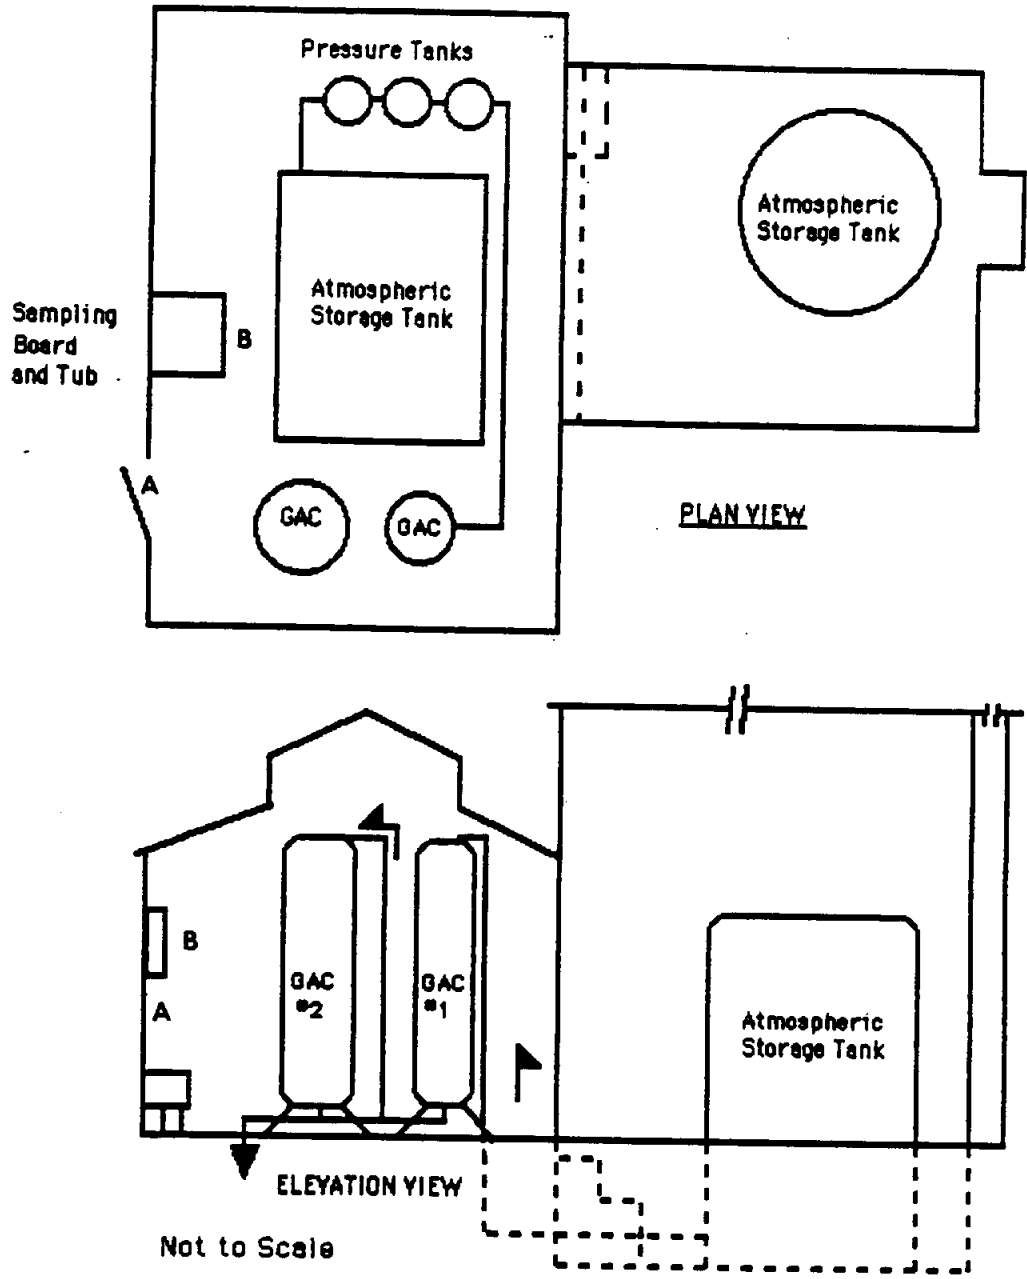 Pressure Tanks
Atmospheric
Storage Tank
Atmospheric
Storage Tank
Sampling
Board
and Tub
B
A
GAC
GAC
PLAN VIEW
B
A
GAC
#2
GAC
#1
Atmospheric
Storage Tank
ELEVATION VIEW
Not to Scale